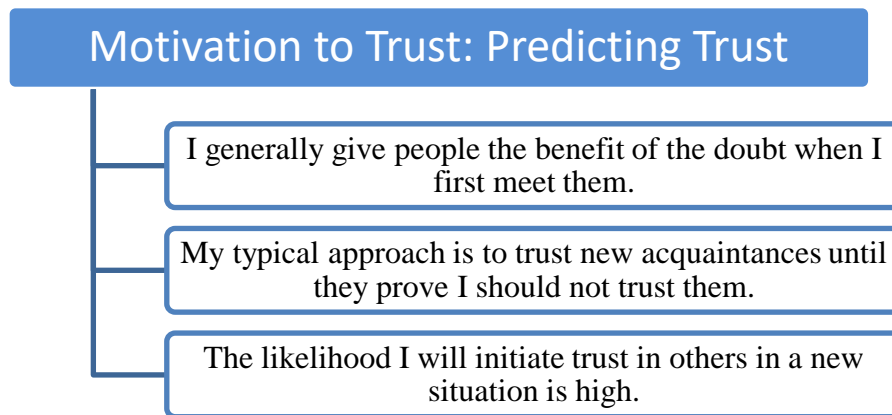 Motivation to Trust: Predicting Trust
I generally give people the benefit of the doubt when I
first meet them.
My typical approach is to trust new acquaintances until
they prove I should not trust them.
The likelihood I will initiate trust in others in a new
situation is high.